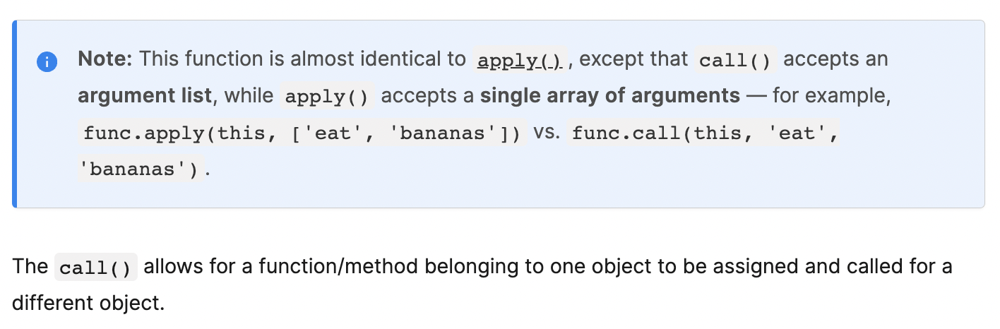 Note: This function is almost identical to apply(), except that call() accepts an
argument list, while apply() accepts a single array of arguments — for example,
func.apply(this, ['eat', 'bananas']) vs. func.call(this, 'eat',
'bananas').
The call() allows for a function/method belonging to one object to be assigned and called for a
different object.